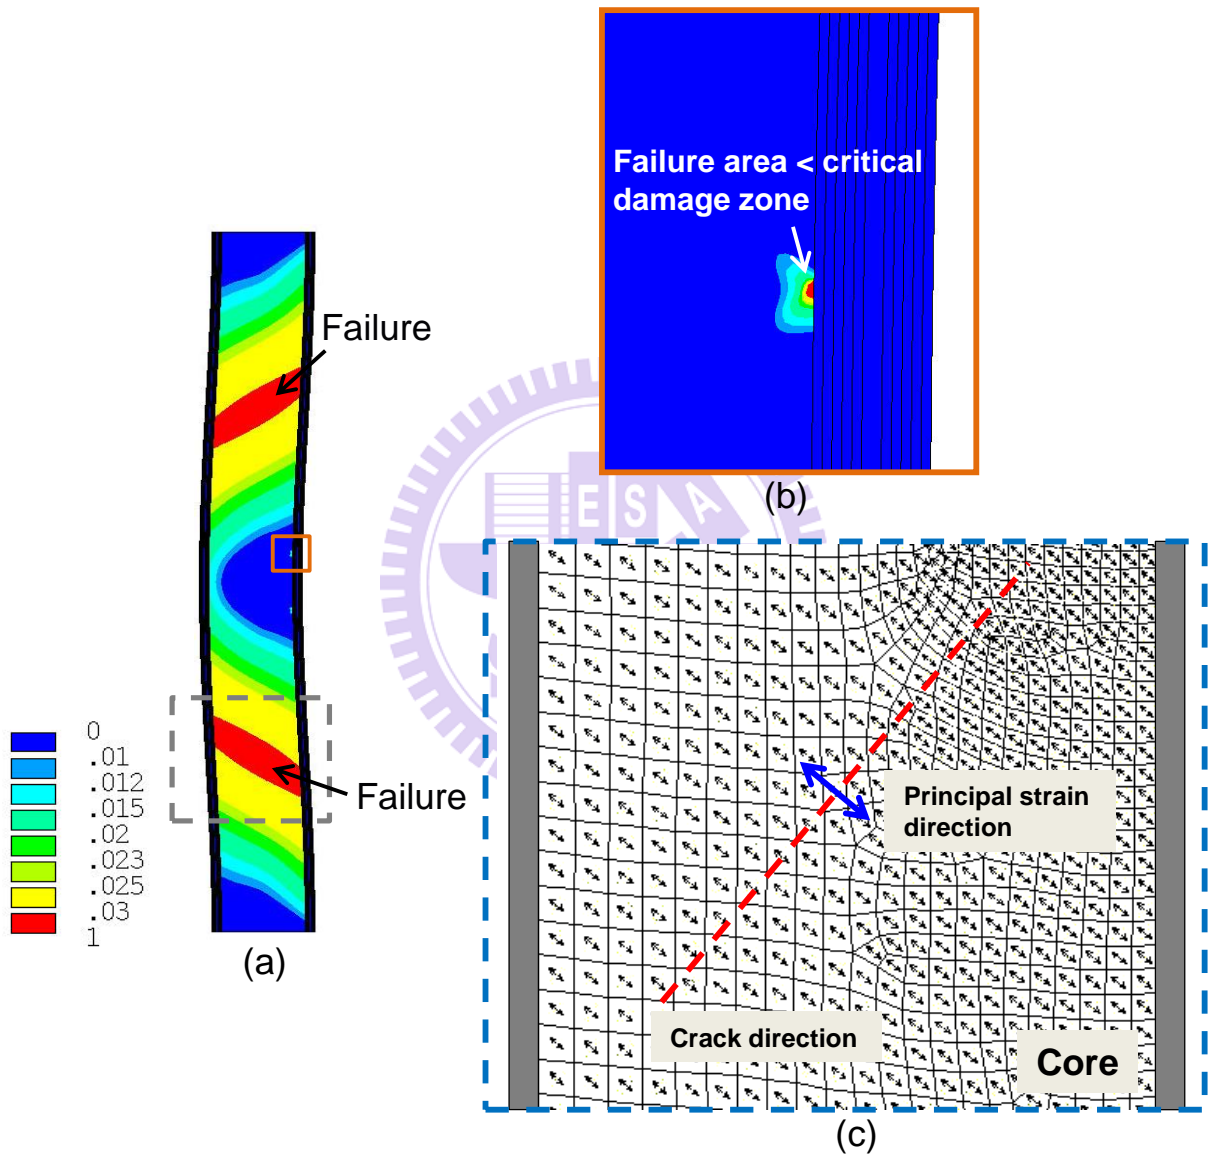 Failure area < critical
damage zone
(b)
Failure
Failure
0
.01
.012
.015
.02
.023
.025
.03
1
(a)
E S A
Principal strain
direction
Crack direction
Core
(c)